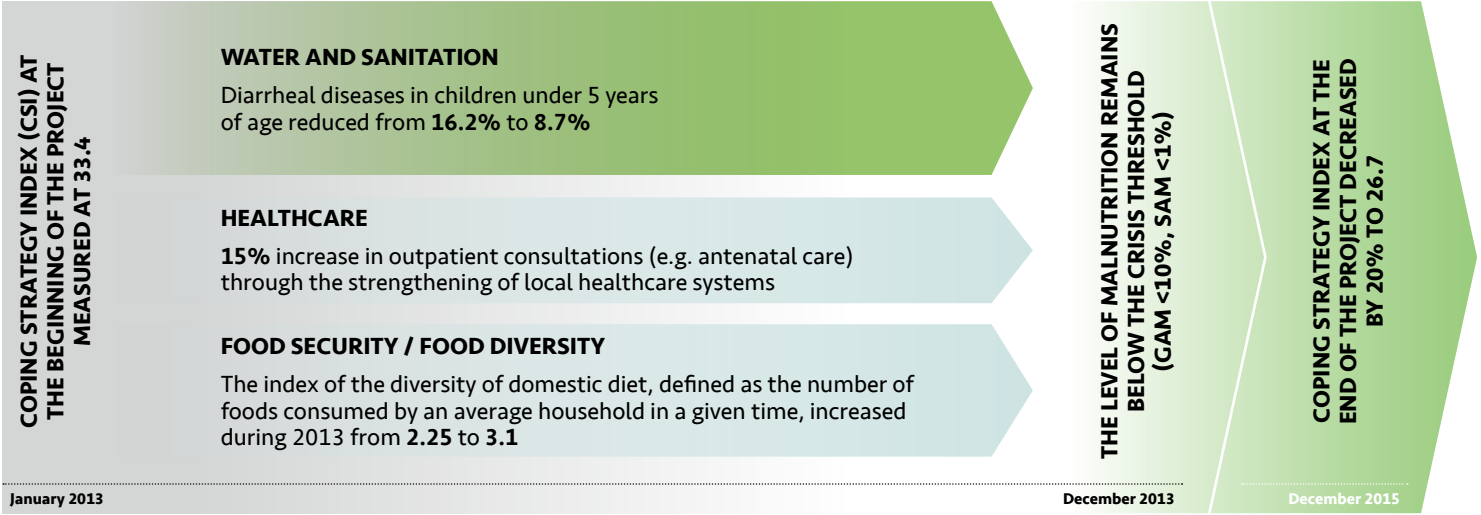 COPING STRATEGY INDEX (CSI) AT
THE BEGINNING OF THE PROJECT
MEASURED AT 33.4
WATER AND SANITATION
Diarrheal diseases in children under 5 years
of age reduced from 16.2% to 8.7%
HEALTHCARE
15% increase in outpatient consultations (e.g. antenatal care)
through the strengthening of local healthcare systems
FOOD SECURITY / FOOD DIVERSITY
The index of the diversity of domestic diet, defined as the number of
foods consumed by an average household in a given time, increased
during 2013 from 2.25 to 3.1
THE LEVEL OF MALNUTRITION REMAINS
BELOW THE CRISIS THRESHOLD
(GAM <10%, SAM <1%)
COPING STRATEGY INDEX AT THE
END OF THE PROJECT DECREASED
BY 20% TO 26.7
January 2013
December 2013
December 2015